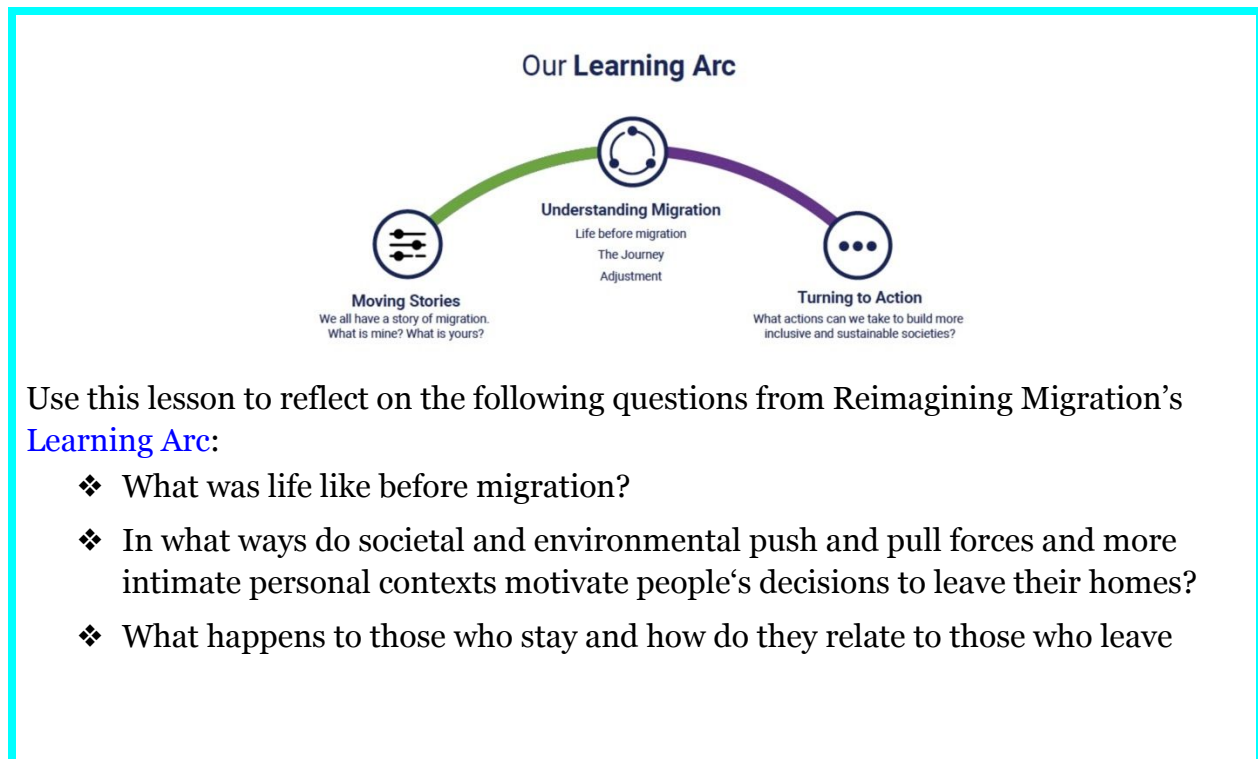 Our Learning Arc
Understanding Migration
Life before migration
The Journey
Adjustment
Moving Stories
We all have a story of migration.
What is mine? What is yours?
Turning to Action
What actions can we take to build more
inclusive and sustainable societies?
Use this lesson to reflect on the following questions from Reimagining Migration’s
Learning Arc:
❖ What was life like before migration?
❖ In what ways do societal and environmental push and pull forces and more
intimate personal contexts motivate people‘s decisions to leave their homes?
❖ What happens to those who stay and how do they relate to those who leave